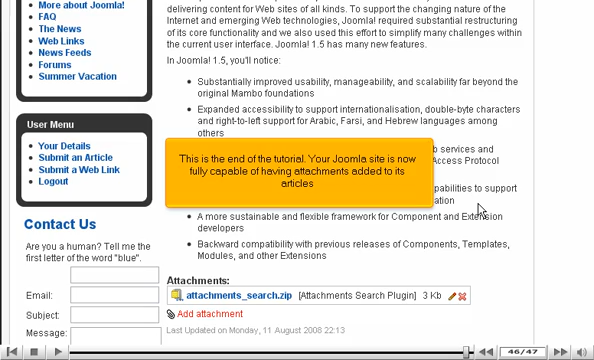 More about Joomla!
FAQ
The News
Web Links
News Feeds
Forums
Summer Vacation
User Menu
Your Details
Submit an Article
Submit a Web Link
Logout
Contact Us
Are you a human? Tell me the
first letter of the word "blue".
Email:
Subject:
Message:
delivering content for Web sites of all kinds. To support the changing nature of the
Internet and emerging Web technologies, Joomla! required substantial restructuring
of its core functionality and we also used this effort to simplify many challenges within
the current user interface. Joomla! 1.5 has many new features.
In Joomla! 1.5, you'll notice:
Substantially improved usability, manageability, and scalability far beyond the
original Mambo foundations
Expanded accessibility to support internationalisation, double-byte characters
and right-to-left support for Arabic, Farsi, and Hebrew languages among
others
b services and
Access Protocol
pabilities to support
ation
This is the end of the tutorial. Your Joomla site is now
fully capable of having attachments added to its
articles
A more sustainable and flexible framework for Component and Extension
developers
Backward compatibility with previous releases of Components, Templates,
Modules, and other Extensions
Attachments:
attachments_search.zip [Attachments Search Plugin] 3 Kb
Add attachment
Last Updated on Monday, 11 August 2008 22:13
46/47